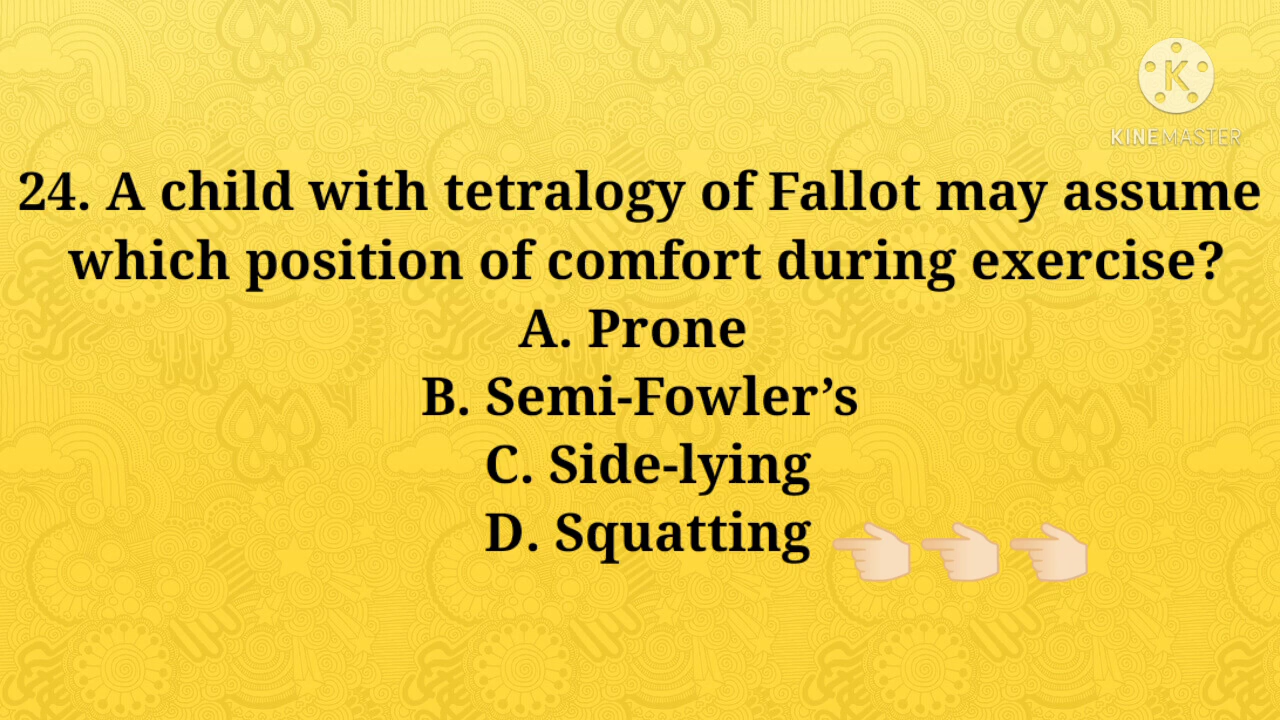 KINEMASTER
24. A child with tetralogy of Fallot may assume
which position of comfort during exercise?
A. Prone
B. Semi-Fowler’s
C. Side-lying
D. Squatting